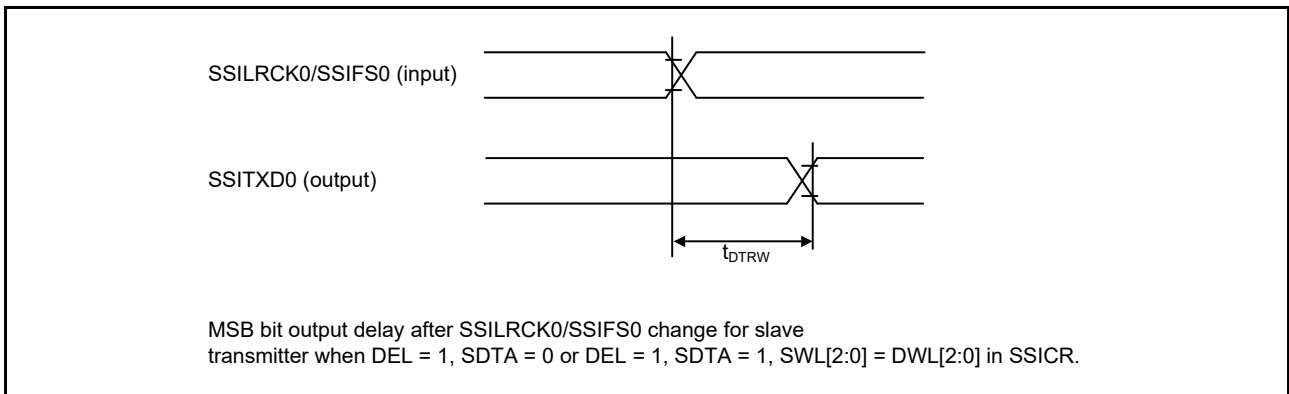 SSILRCK0/SSIFS0 (input)
SSITXD0 (output)
tDTRW
MSB bit output delay after SSILRCK0/SSIFS0 change for slave
transmitter when DEL = 1, SDTA = 0 or DEL = 1, SDTA = 1, SWL[2:0] = DWL[2:0] in SSICR.